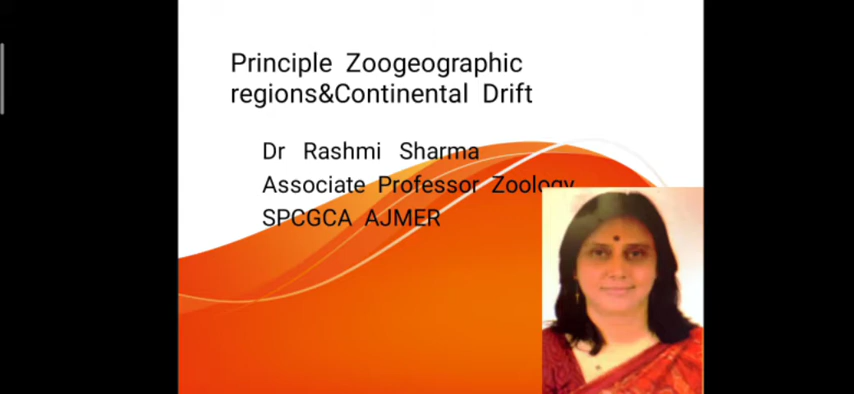 Principle Zoogeographic
regions&Continental Drift
Dr Rashmi Sharma
Associate Professor Zoology
SPCGCA AJMER